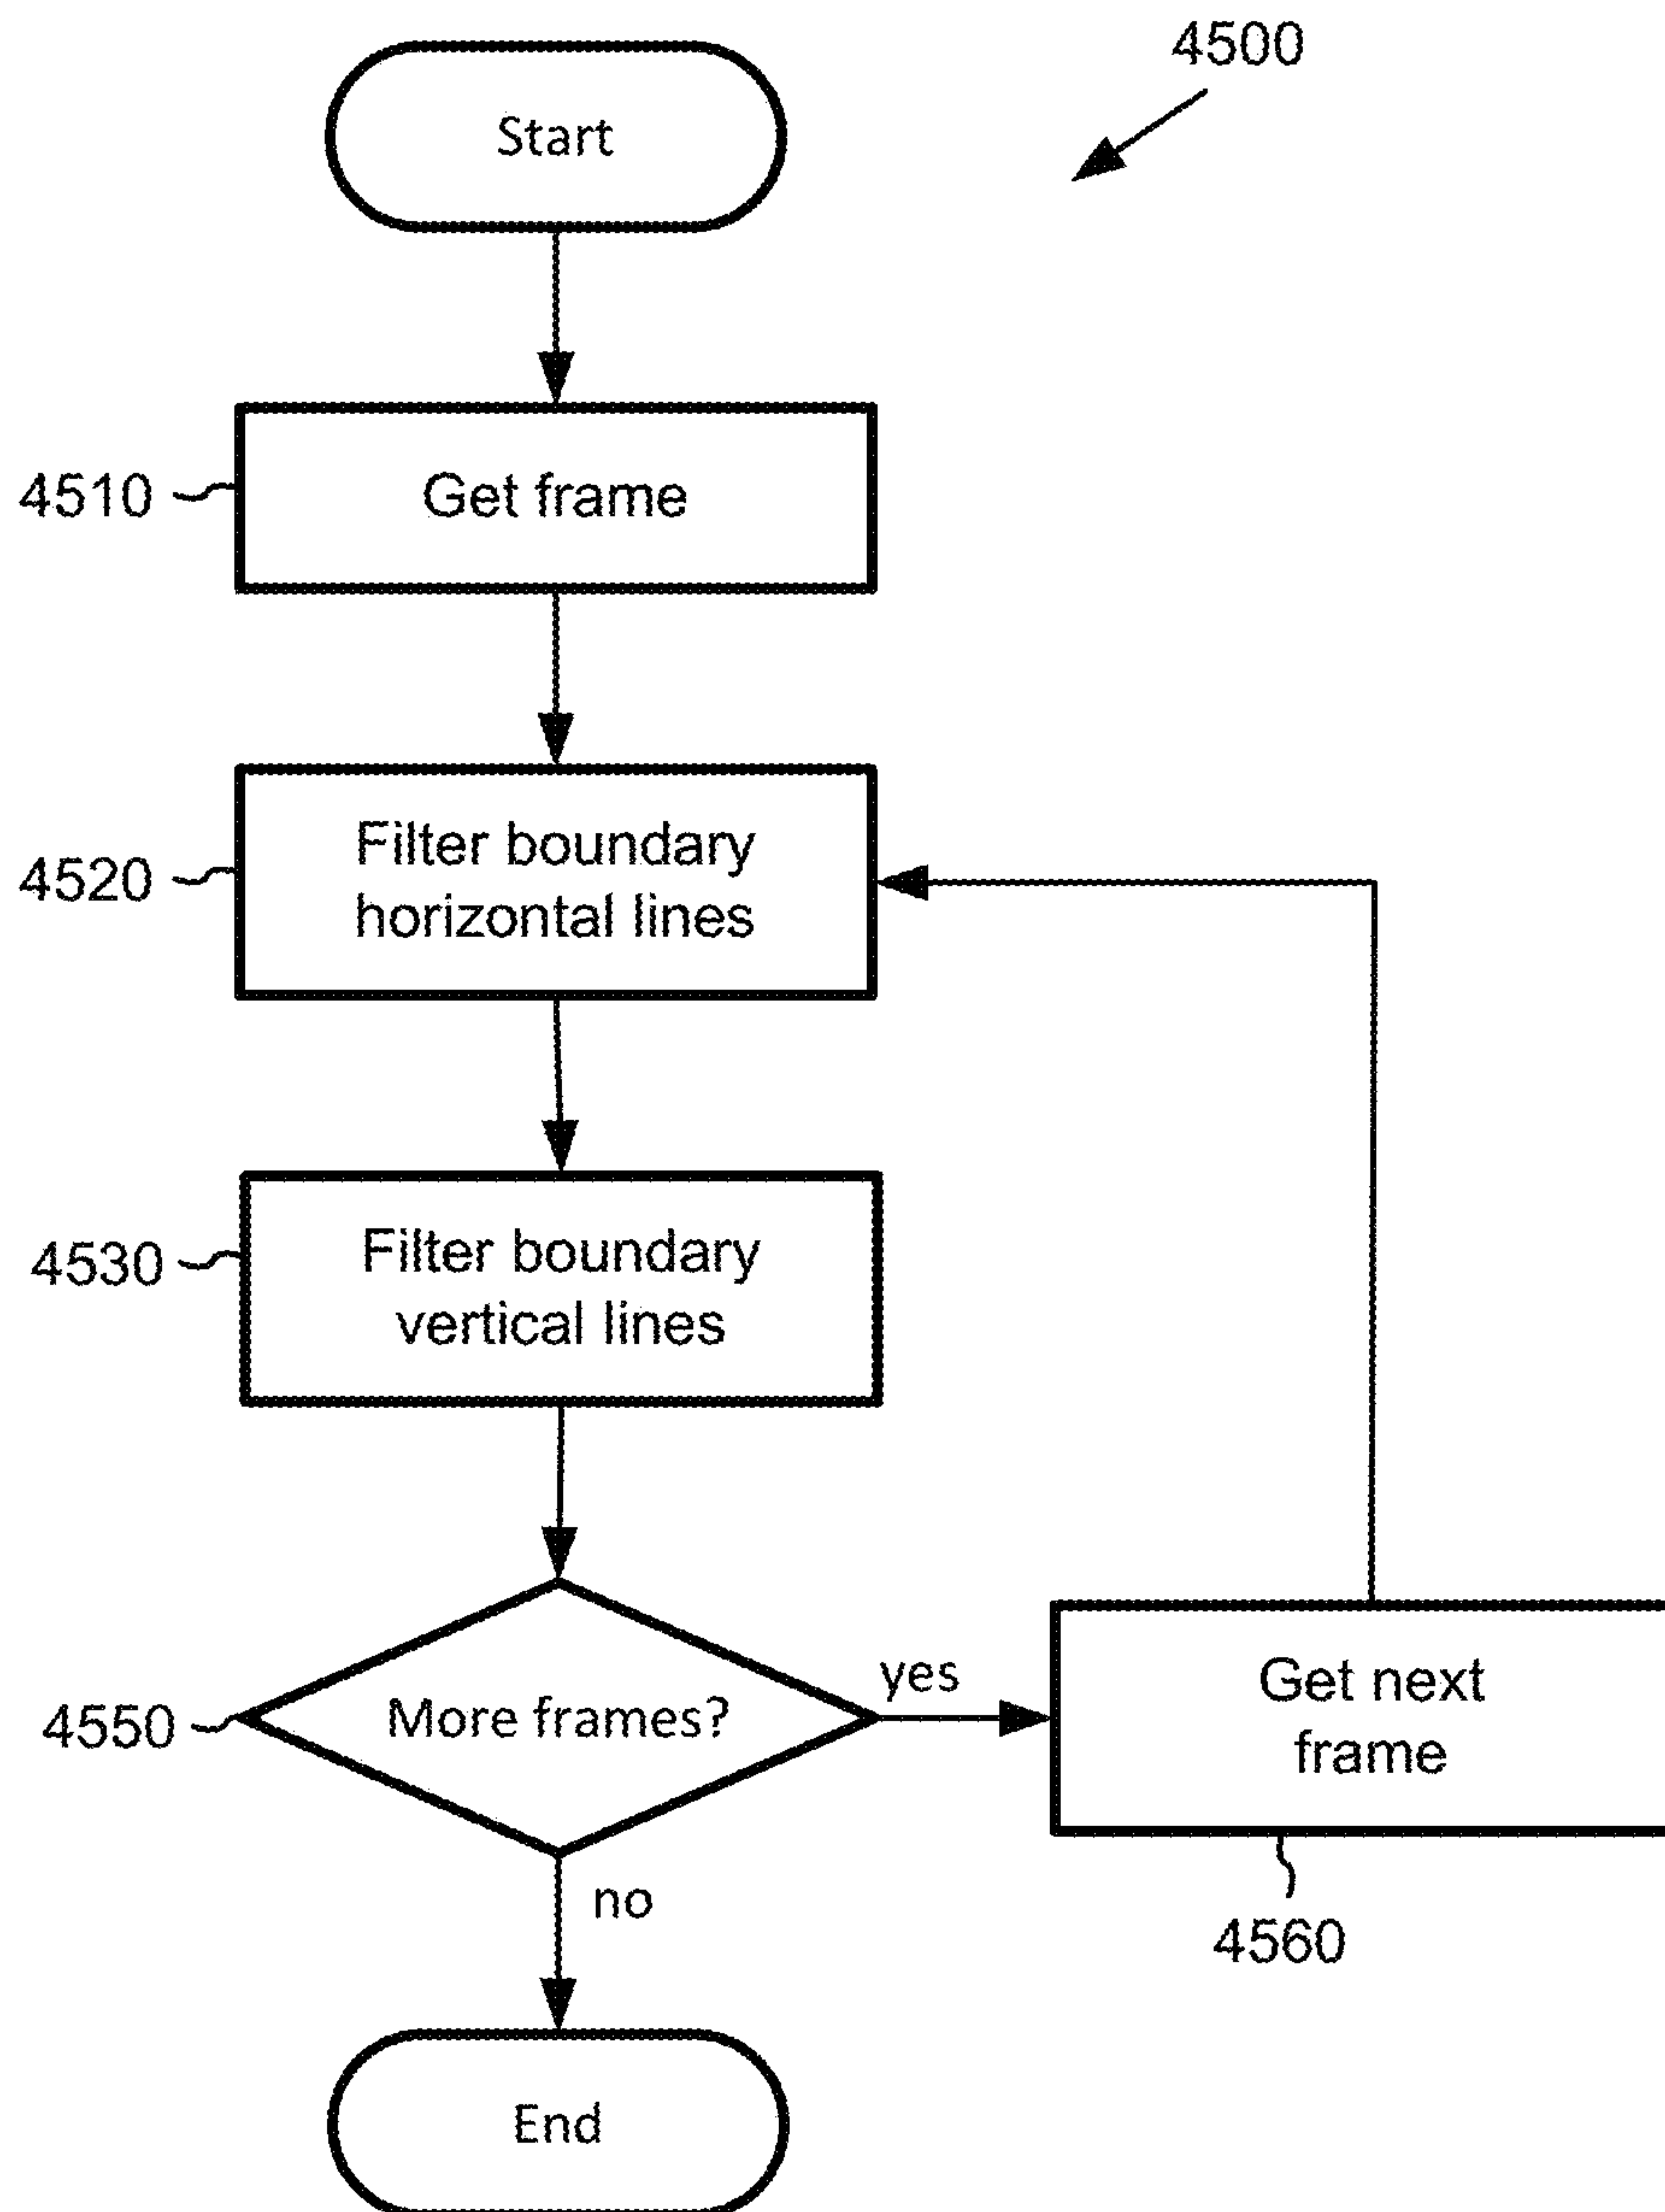 4500
Start
4510
Get frame
4520
Filter boundary
horizontal lines
4530
Filter boundary
vertical lines
4550
More frames?
yes
Get next
frame
4560
no
End